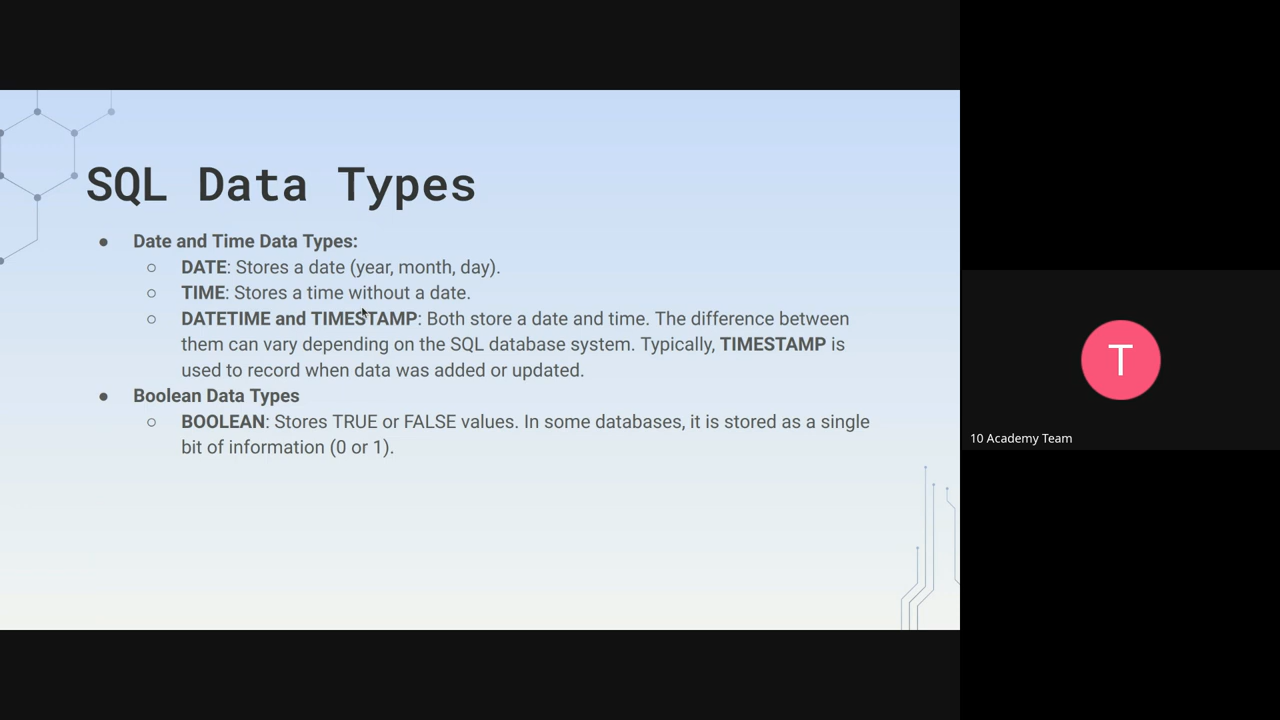 SQL Data Types
● Date and Time Data Types:
○ DATE: Stores a date (year, month, day).
○ TIME: Stores a time without a date.
○ DATETIME and TIMESTAMP: Both store a date and time. The difference between
them can vary depending on the SQL database system. Typically, TIMESTAMP is
used to record when data was added or updated.
● Boolean Data Types
○ BOOLEAN: Stores TRUE or FALSE values. In some databases, it is stored as a single
bit of information (0 or 1).
T
10 Academy Team